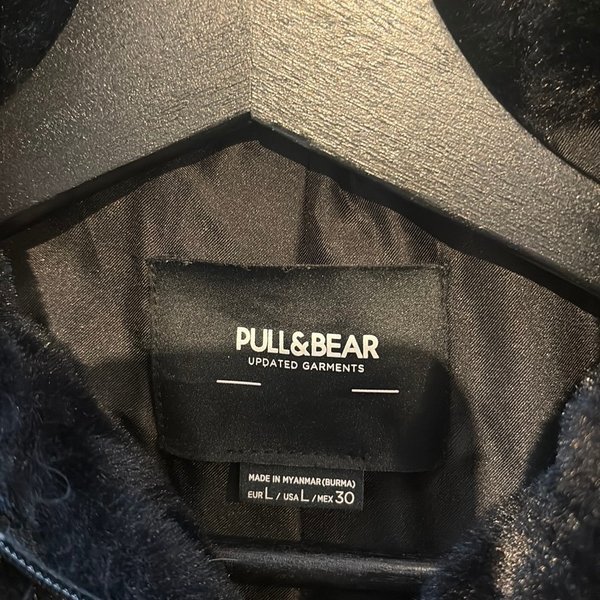 PULL&BEAR
UPDATED GARMENTS
MADE IN MYANMAR(BURMA)
EUR L / USA L / MEX 30